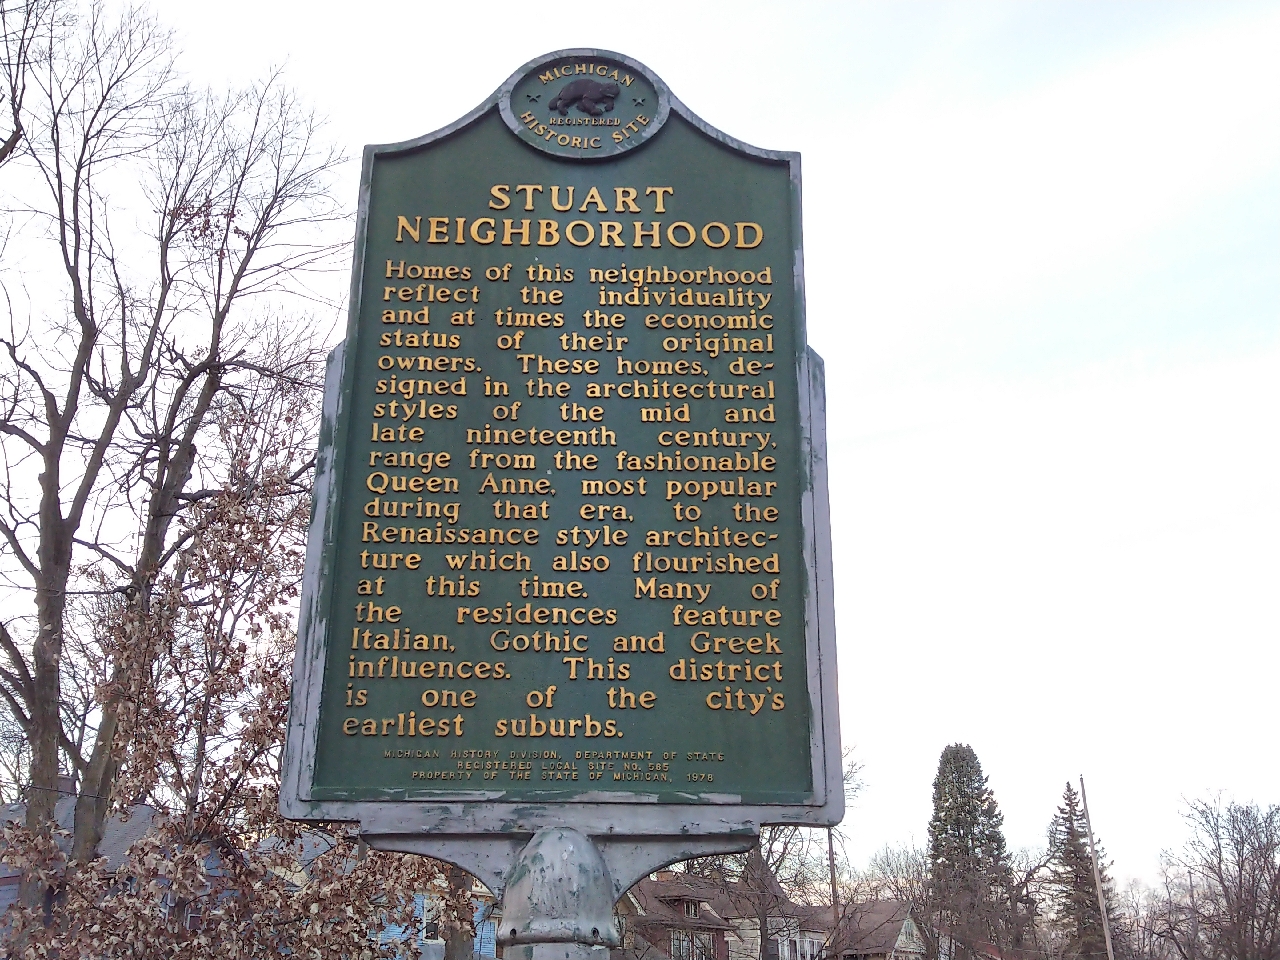 MICHIGAN
REGISTERED
HISTORIC SITE
STUART
NEIGHBORHOOD
Homes of this neighborhood
reflect the individuality
and at times the economic
status of their original
owners. These homes, de-
signed in the architectural
styles of the mid and
late nineteenth century,
range from the fashionable
Queen Anne, most popular
during that era, to the
Renaissance style architec-
ture which also flourished
at this time. Many of
the residences feature
Italian, Gothic and Greek
influences. This district
is one of the city's
earliest suburbs.
MICHIGAN HISTORY DIVISION, DEPARTMENT OF STATE
REGISTERED LOCAL SITE NO. 585
PROPERTY OF THE STATE OF MICHIGAN, 1978